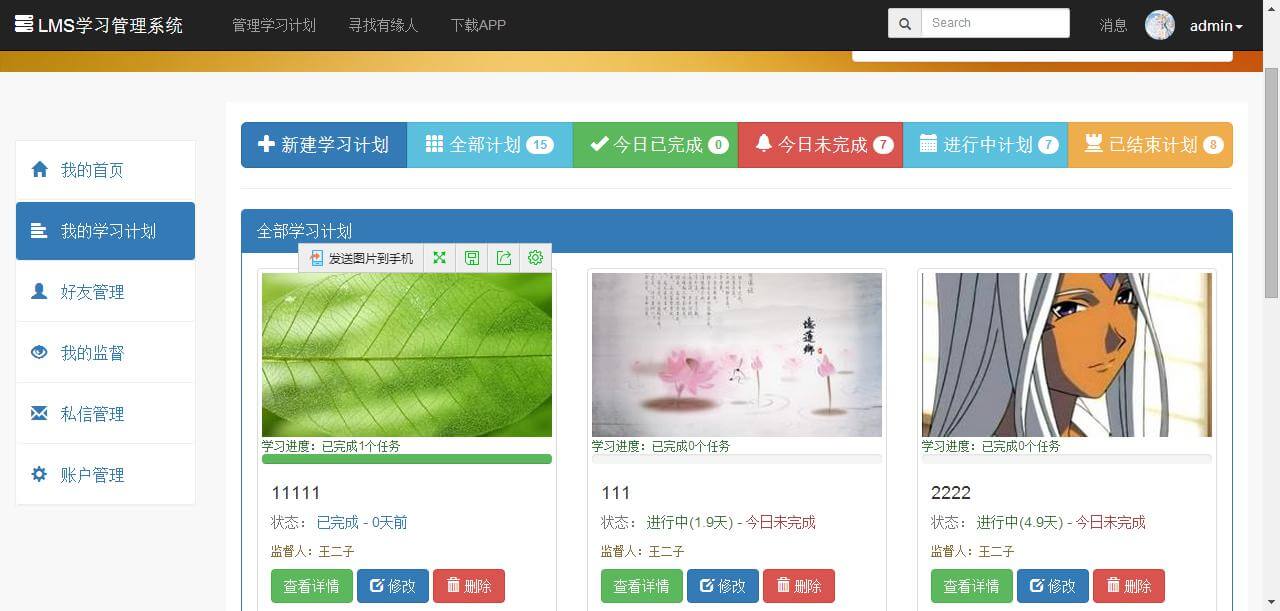 LMS学习管理系统 管理学习计划 寻找有缘人 下载APP Search 消息 admin
新建学习计划 全部计划 15 今日已完成 0 今日未完成 7 进行中计划 7 已结束计划 8
我的首页
我的学习计划
好友管理
我的监督
私信管理
账户管理
全部学习计划
发送图片到手机
憶蓮鄉
学习进度：已完成1个任务 学习进度：已完成0个任务 学习进度：已完成0个任务
11111 111 2222
状态： 已完成 - 0天前 状态： 进行中(1.9天) - 今日未完成 状态： 进行中(4.9天) - 今日未完成
监督人：王二子 监督人：王二子 监督人：王二子
查看详情 修改 删除 查看详情 修改 删除 查看详情 修改 删除